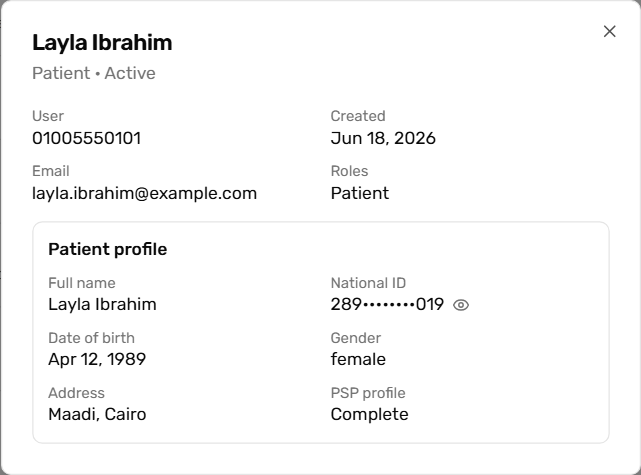 Layla Ibrahim
Patient • Active
User
01005550101
Created
Jun 18, 2026
Email
layla.ibrahim@example.com
Roles
Patient
Patient profile
Full name
Layla Ibrahim
National ID
289••••••••019
Date of birth
Apr 12, 1989
Gender
female
Address
Maadi, Cairo
PSP profile
Complete